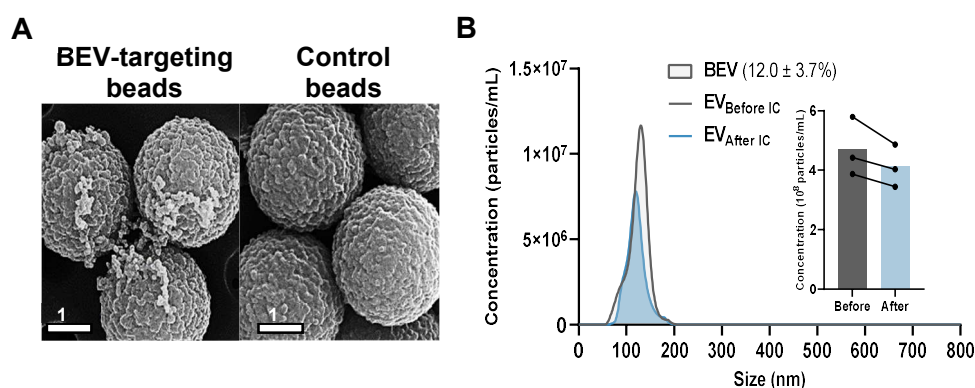 A
BEV-targeting
beads
Control
beads
1
1
B
Concentration (particles/mL)
1.5×10⁷
1×10⁷
5×10⁶
0
BEV (12.0 ± 3.7%)
EVBefore IC
EVAfter IC
0 100 200 300 400 500 600 700 800
Size (nm)
Concentration (10⁸ particles/mL)
6
4
2
0
Before After